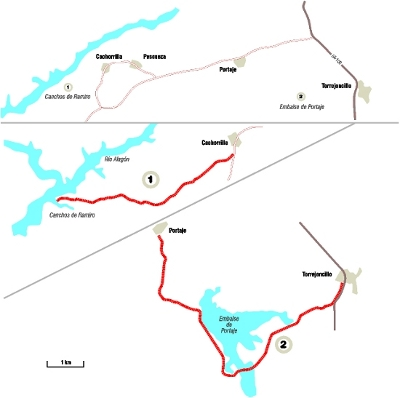 Cachorrilla
Pescueza
Portaje
1
Canchos de Ramiro
2
Embalse de Portaje
Torrejoncillo
Río Alagón
Cachorrilla
1
Canchos de Ramiro
Portaje
Torrejoncillo
Embalse
de
Portaje
2
1 km